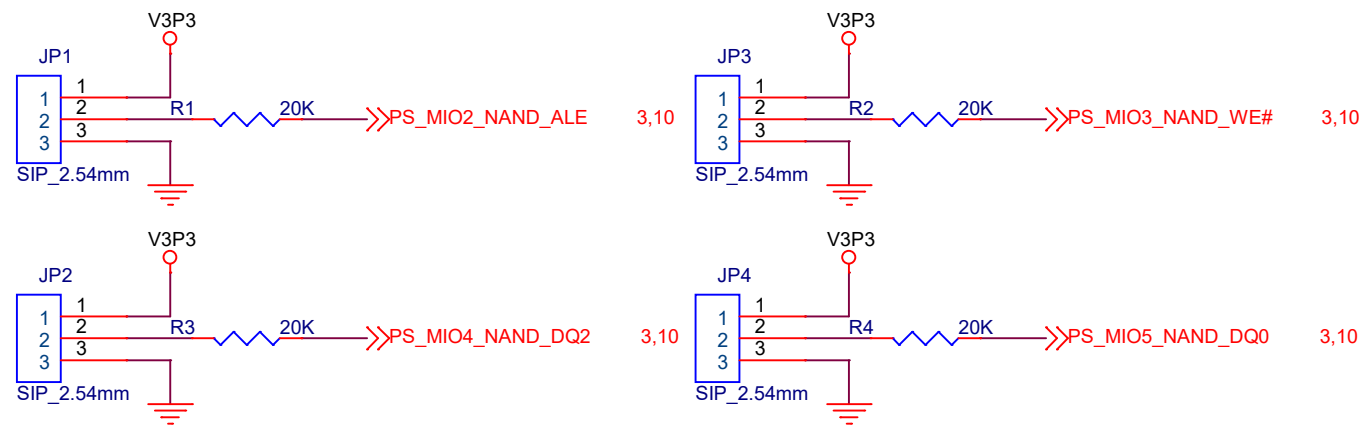 V3P3
JP1
1 1
2 2 R1 20K PS_MIO2_NAND_ALE 3,10
3 3
SIP_2.54mm
V3P3
JP3
1 1
2 2 R2 20K PS_MIO3_NAND_WE# 3,10
3 3
SIP_2.54mm
V3P3
JP2
1 1
2 2 R3 20K PS_MIO4_NAND_DQ2 3,10
3 3
SIP_2.54mm
V3P3
JP4
1 1
2 2 R4 20K PS_MIO5_NAND_DQ0 3,10
3 3
SIP_2.54mm